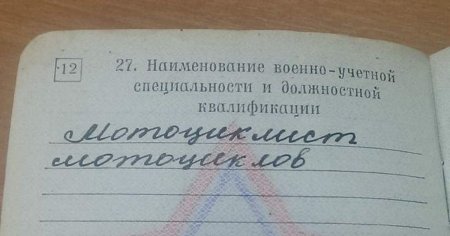 12
27. Наименование военно-учетной
специальности и должностной
квалификации
Мотоциклист
мотоциклов